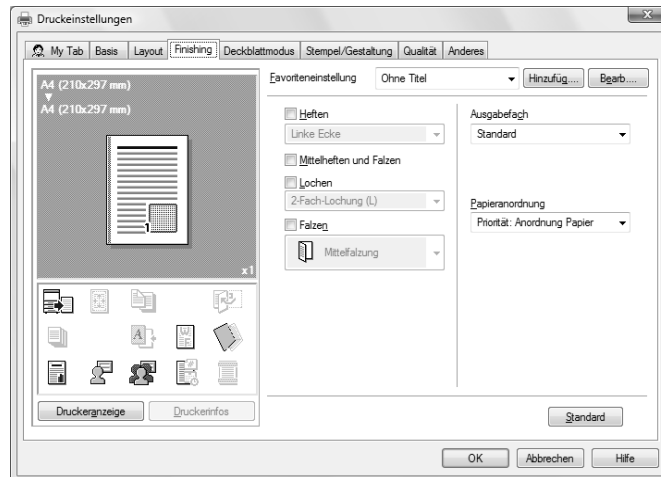 Druckeinstellungen
My Tab Basis Layout Finishing Deckblattmodus Stempel/Gestaltung Qualität Anderes
A4 (210x297 mm)
A4 (210x297 mm)
1
x1
Druckeranzeige Druckerinfos
Favoriteneinstellung Ohne Titel Hinzufüg.... Bearb....
Heften
Linke Ecke
Mittelheften und Falzen
Lochen
2-Fach-Lochung (L)
Falzen
Mittelfalzung
Ausgabefach
Standard
Papieranordnung
Priorität: Anordnung Papier
Standard
OK Abbrechen Hilfe